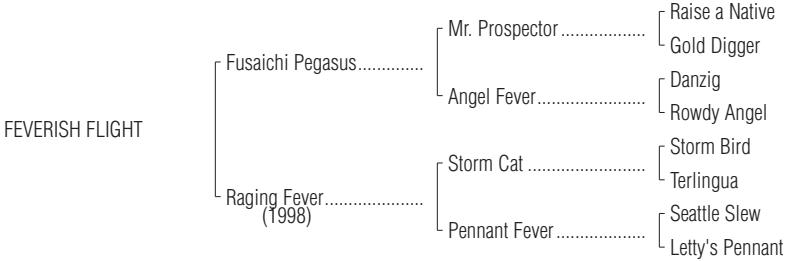 Raise a Native
Mr. Prospector...................
Gold Digger
Fusaichi Pegasus..............
Danzig
Angel Fever........................
Rowdy Angel
FEVERISH FLIGHT
Storm Bird
Storm Cat ..........................
Terlingua
Raging Fever.....................
(1998)
Seattle Slew
Pennant Fever...................
Letty's Pennant